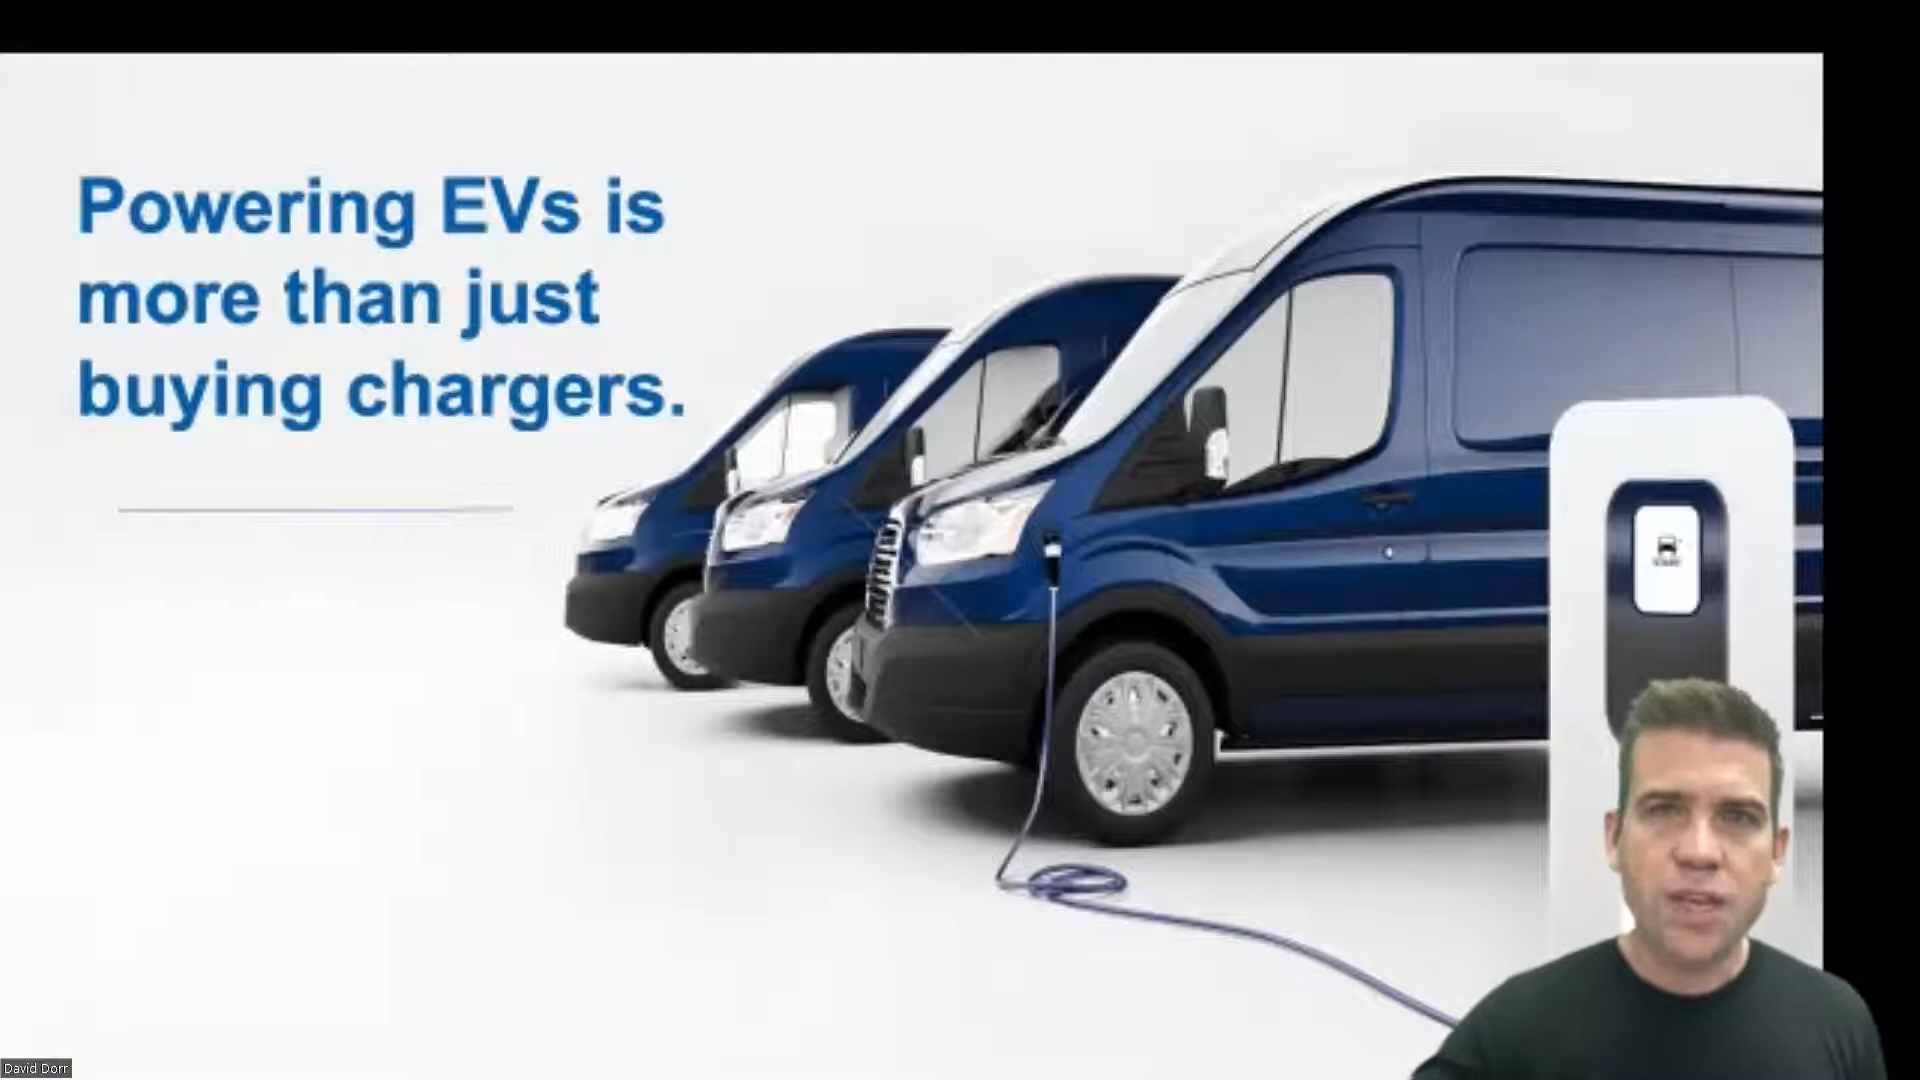 Powering EVs is
more than just
buying chargers.
David Dorr